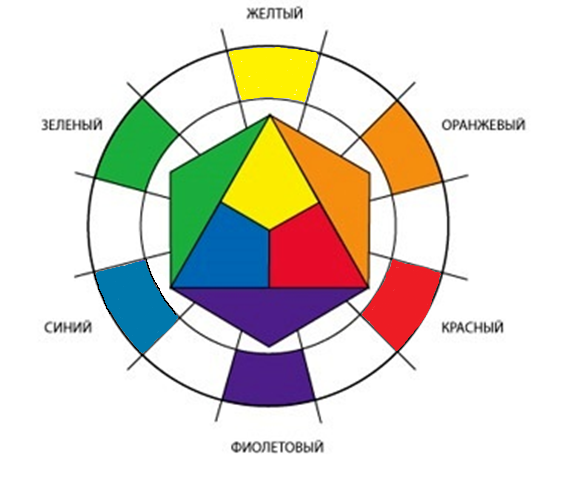 ЖЕЛТЫЙ
ЗЕЛЕНЫЙ
ОРАНЖЕВЫЙ
СИНИЙ
КРАСНЫЙ
ФИОЛЕТОВЫЙ